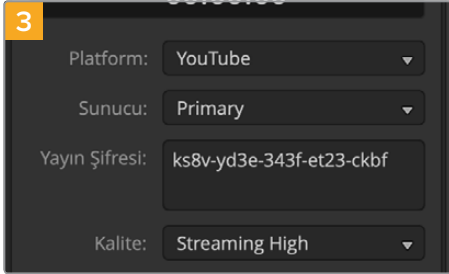 3
Platform: YouTube
Sunucu: Primary
Yayın Şifresi: ks8v-yd3e-343f-et23-ckbf
Kalite: Streaming High